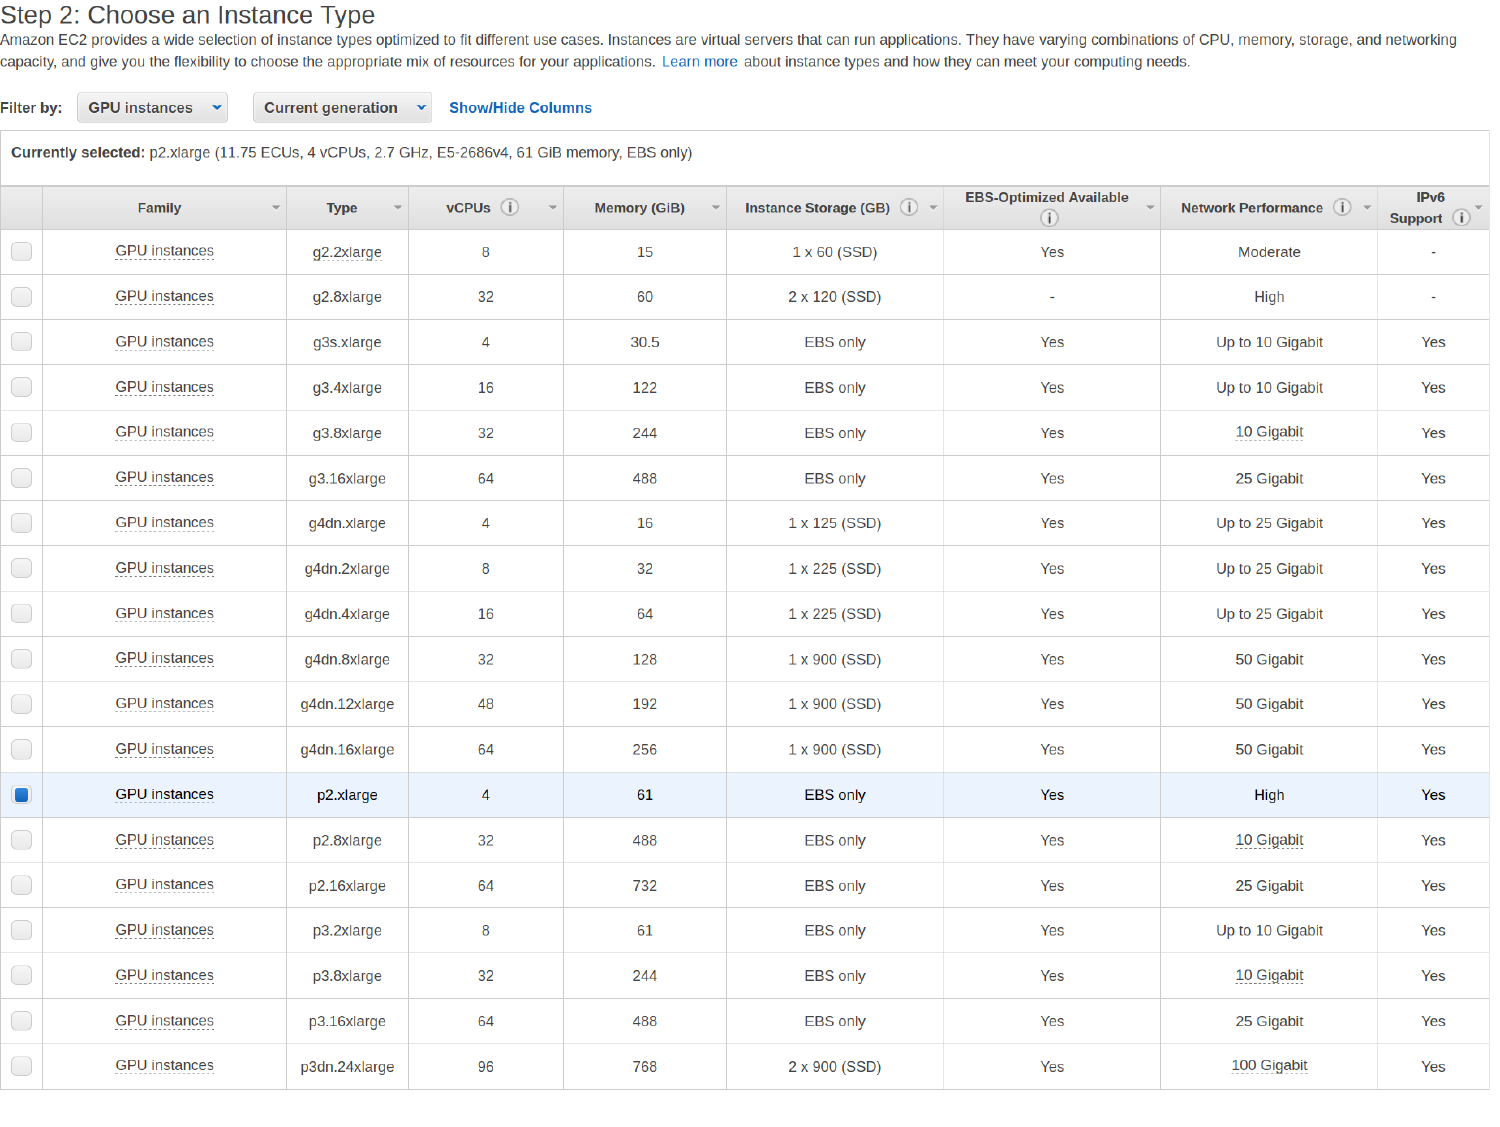 Step 2: Choose an Instance Type
Amazon EC2 provides a wide selection of instance types optimized to fit different use cases. Instances are virtual servers that can run applications. They have varying combinations of CPU, memory, storage, and networking
capacity, and give you the flexibility to choose the appropriate mix of resources for your applications. Learn more about instance types and how they can meet your computing needs.
Filter by: GPU instances Current generation Show/Hide Columns
Currently selected: p2.xlarge (11.75 ECUs, 4 vCPUs, 2.7 GHz, E5-2686v4, 61 GiB memory, EBS only)
Family Type vCPUs Memory (GiB) Instance Storage (GB) EBS-Optimized Available Network Performance IPv6 Support
GPU instances g2.2xlarge 8 15 1 x 60 (SSD) Yes Moderate -
GPU instances g2.8xlarge 32 60 2 x 120 (SSD) - High -
GPU instances g3s.xlarge 4 30.5 EBS only Yes Up to 10 Gigabit Yes
GPU instances g3.4xlarge 16 122 EBS only Yes Up to 10 Gigabit Yes
GPU instances g3.8xlarge 32 244 EBS only Yes 10 Gigabit Yes
GPU instances g3.16xlarge 64 488 EBS only Yes 25 Gigabit Yes
GPU instances g4dn.xlarge 4 16 1 x 125 (SSD) Yes Up to 25 Gigabit Yes
GPU instances g4dn.2xlarge 8 32 1 x 225 (SSD) Yes Up to 25 Gigabit Yes
GPU instances g4dn.4xlarge 16 64 1 x 225 (SSD) Yes Up to 25 Gigabit Yes
GPU instances g4dn.8xlarge 32 128 1 x 900 (SSD) Yes 50 Gigabit Yes
GPU instances g4dn.12xlarge 48 192 1 x 900 (SSD) Yes 50 Gigabit Yes
GPU instances g4dn.16xlarge 64 256 1 x 900 (SSD) Yes 50 Gigabit Yes
GPU instances p2.xlarge 4 61 EBS only Yes High Yes
GPU instances p2.8xlarge 32 488 EBS only Yes 10 Gigabit Yes
GPU instances p2.16xlarge 64 732 EBS only Yes 25 Gigabit Yes
GPU instances p3.2xlarge 8 61 EBS only Yes Up to 10 Gigabit Yes
GPU instances p3.8xlarge 32 244 EBS only Yes 10 Gigabit Yes
GPU instances p3.16xlarge 64 488 EBS only Yes 25 Gigabit Yes
GPU instances p3dn.24xlarge 96 768 2 x 900 (SSD) Yes 100 Gigabit Yes